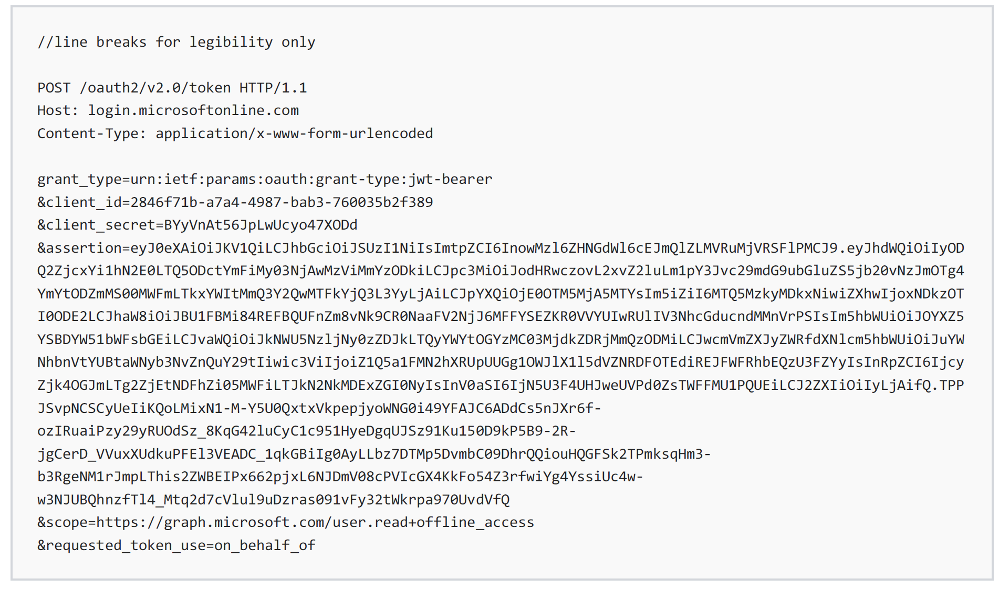 //line breaks for legibility only
POST /oauth2/v2.0/token HTTP/1.1
Host: login.microsoftonline.com
Content-Type: application/x-www-form-urlencoded
grant_type=urn:ietf:params:oauth:grant-type:jwt-bearer
&client_id=2846f71b-a7a4-4987-bab3-760035b2f389
&client_secret=BYyVnAt56JpLwUcyo47XODd
&assertion=eyJ0eXAiOiJKV1QiLCJhbGciOiJSUzI1NiIsImtpZCI6InowMzl6ZHNGdWl6cEJmQlZLMVRuMjVRSFlPMCJ9.eyJhdWQiOiIyOD
Q2ZjcxYi1hN2E0LTQ5ODctYmFiMy03NjAwMzViMmYzODkiLCJpc3MiOiJodHRwczovL2xvZ2luLm1pY3Jvc29mdG9ubGluZS5jb20vNzJmOTg4
YmYtODZmMS00MWFmLTkxYWItMmQ3Y2QwMTFkYjQ3L3YyLjAiLCJpYXQiOjE0OTM5MjA5MTYsIm5iZiI6MTQ5MzkyMDkxNiwiZXhwIjoxNDkzOT
I0ODE2LCJhaW8iOiJBU1FBMi84REFBQUFnZm8vNk9CR0NaaFV2NjJ6MFFYSEZKR0VVYUIwRUlIV3NhcGducndMMnVrPSIsIm5hbWUiOiJOYXZ5
YSBDYW51bWFsbGEiLCJvaWQiOiJkNWU5NzljNy0zZDJkLTQyYWYtOGYzMC03MjdkZDRjMmQzODMiLCJwcmVmZXJyZWRfdXNlcm5hbWUiOiJuYW
NhbnVtYUBtaWNyb3NvZnQuY29tIiwic3ViIjoiZ1Q5a1FMN2hXRUpUUGg1OWJlX1l5dVZNRDFOTEdiREJFWFRhbEQzU3FZYyIsInRpZCI6Ijcy
Zjk4OGJmLTg2ZjEtNDFhZi05MWFiLTJkN2NkMDExZGI0NyIsInV0aSI6IjN5U3F4UHJweUVPd0ZsTWFFMU1PQUEiLCJ2ZXIiOiIyLjAifQ.TPP
JSvpNCSCyUeIiKQoLMixN1-M-Y5U0QxtxVkpepjyoWNG0i49YFAJC6ADdCs5nJXr6f-
ozIRuaiPzy29yRUOdSz_8KqG42luCyC1c951HyeDgqUJSz91Ku150D9kP5B9-2R-
jgCerD_VVuxXUdkuPFEl3VEADC_1qkGBiIg0AyLLbz7DTMp5DvmbC09DhrQQiouHQGFSk2TPmksqHm3-
b3RgeNM1rJmpLThis2ZWBEIPx662pjxL6NJDmV08cPVIcGX4KkFo54Z3rfwiYg4YssiUc4w-
w3NJUBQhnzfTl4_Mtq2d7cVlul9uDzras091vFy32tWkrpa970UvdVfQ
&scope=https://graph.microsoft.com/user.read+offline_access
&requested_token_use=on_behalf_of